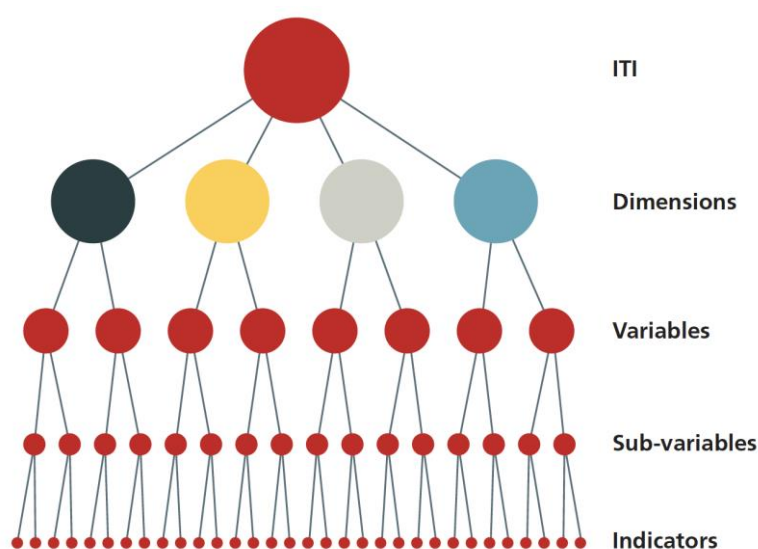 ITI
Dimensions
Variables
Sub-variables
Indicators